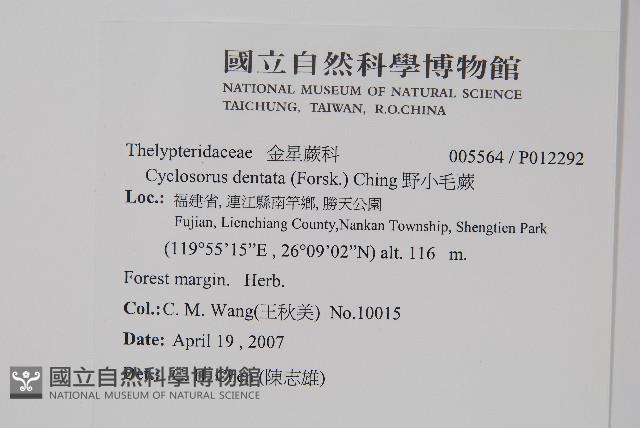 國立自然科學博物館
NATIONAL MUSEUM OF NATURAL SCIENCE
TAICHUNG, TAIWAN, R.O.CHINA
Thelypteridaceae 金星蕨科 005564 / P012292
Cyclosorus dentata (Forsk.) Ching 野小毛蕨
Loc.: 福建省, 連江縣南竿鄉, 勝天公園
Fujian, Lienchiang County,Nankan Township, Shengtien Park
(119°55'15”E , 26°09'02”N) alt. 116 m.
Forest margin. Herb.
Col.:C. M. Wang(王秋美) No.10015
Date: April 19 , 2007
Det.: (陳志雄)
國立自然科學博物館
NATIONAL MUSEUM OF NATURAL SCIENCE